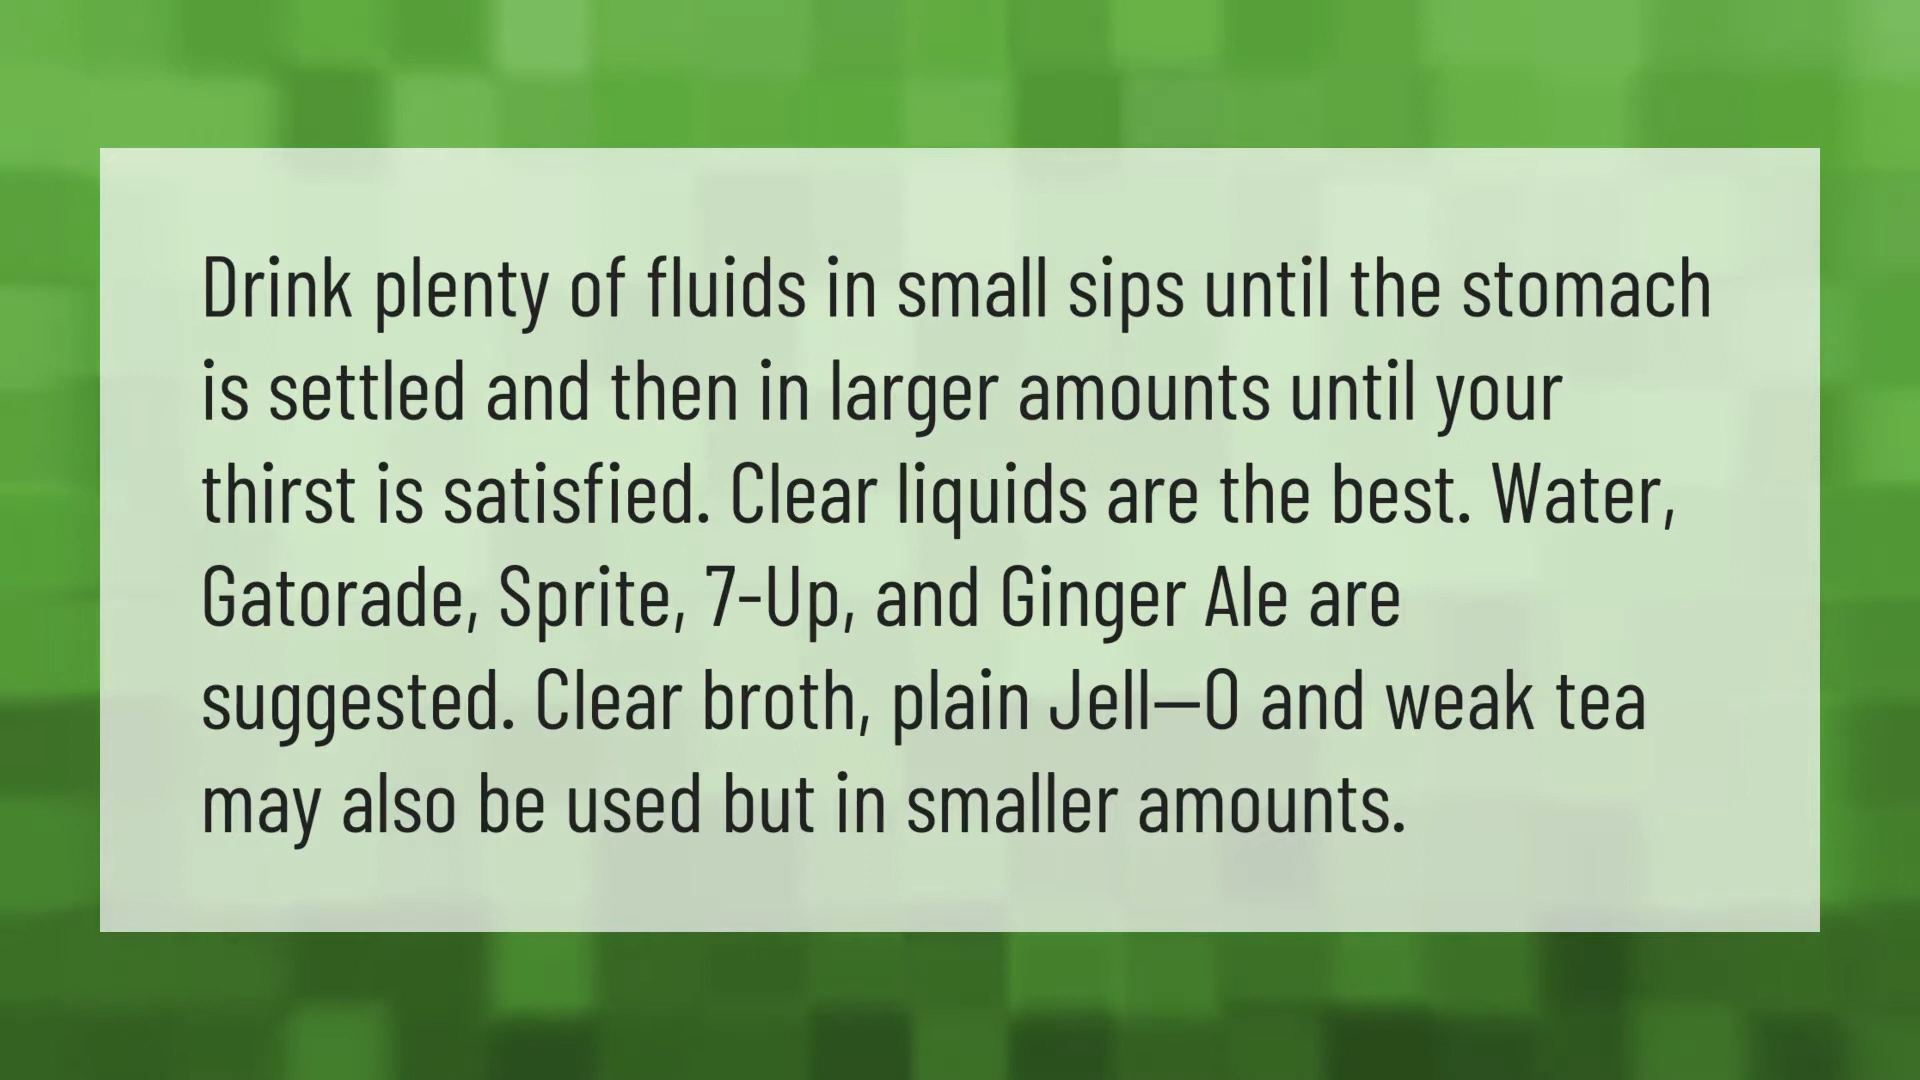 Drink plenty of fluids in small sips until the stomach
is settled and then in larger amounts until your
thirst is satisfied. Clear liquids are the best. Water,
Gatorade, Sprite, 7-Up, and Ginger Ale are
suggested. Clear broth, plain Jell—O and weak tea
may also be used but in smaller amounts.